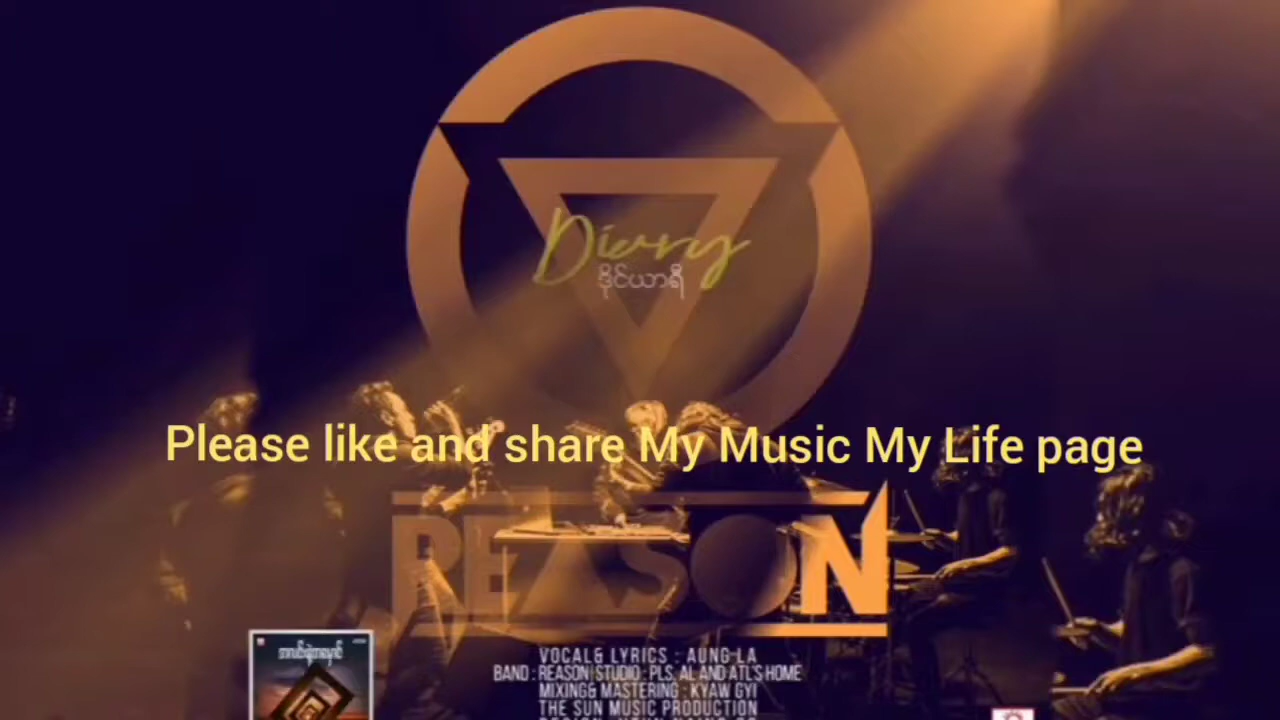 Diary
ဒိုင်ယာရီ
Please like and share My Music My Life page
REASON
VOCAL& LYRICS : AUNG LA
BAND : REASON|STUDIO : PLS, AL AND ATL'S HOME
MIXING& MASTERING : KYAW GYI
THE SUN MUSIC PRODUCTION